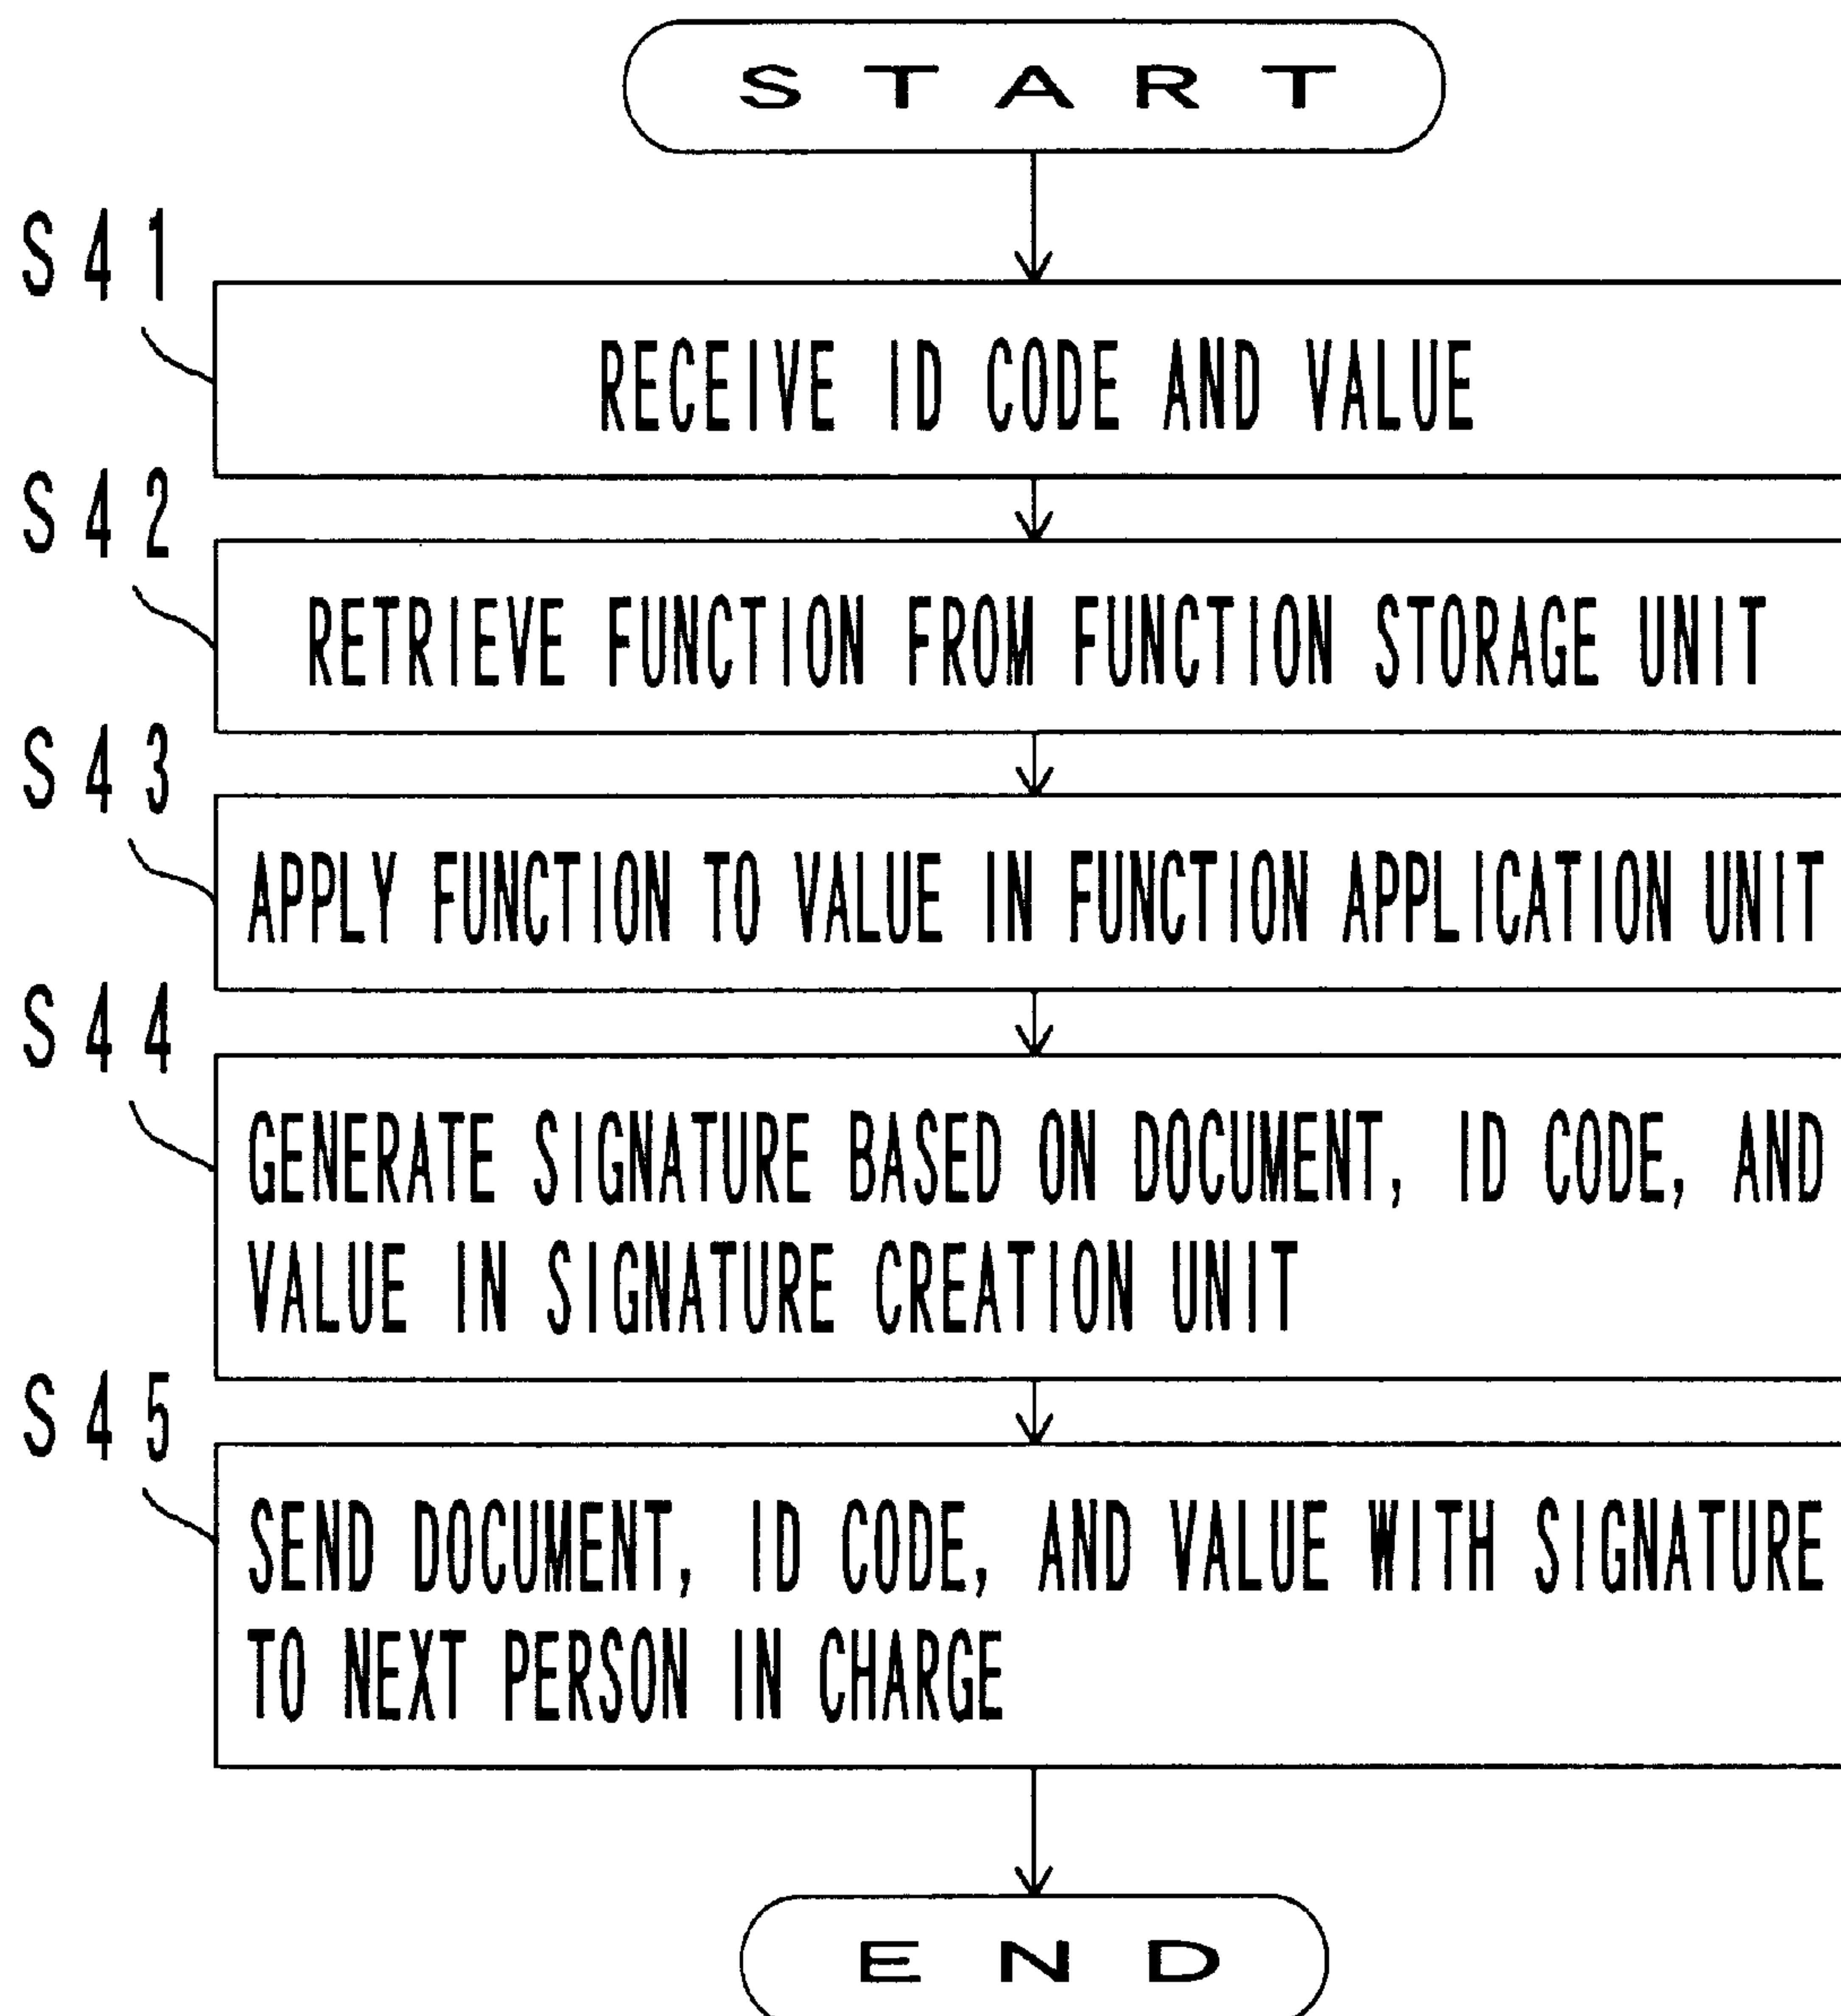 START
S41
RECEIVE ID CODE AND VALUE
S42
RETRIEVE FUNCTION FROM FUNCTION STORAGE UNIT
S43
APPLY FUNCTION TO VALUE IN FUNCTION APPLICATION UNIT
S44
GENERATE SIGNATURE BASED ON DOCUMENT, ID CODE, AND
VALUE IN SIGNATURE CREATION UNIT
S45
SEND DOCUMENT, ID CODE, AND VALUE WITH SIGNATURE
TO NEXT PERSON IN CHARGE
END